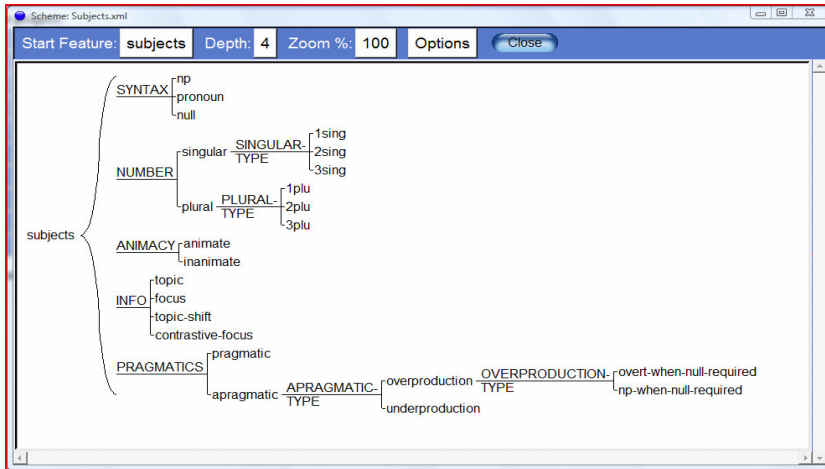 Scheme: Subjects.xml
Start Feature: subjects Depth: 4 Zoom %: 100 Options Close
SYNTAX
np
pronoun
null
NUMBER
singular
SINGULAR-
TYPE
1sing
2sing
3sing
plural
PLURAL-
TYPE
1plu
2plu
3plu
subjects
ANIMACY
animate
inanimate
INFO
topic
focus
topic-shift
contrastive-focus
PRAGMATICS
pragmatic
apragmatic
APRAGMATIC-
TYPE
overproduction
OVERPRODUCTION-
TYPE
overt-when-null-required
np-when-null-required
underproduction